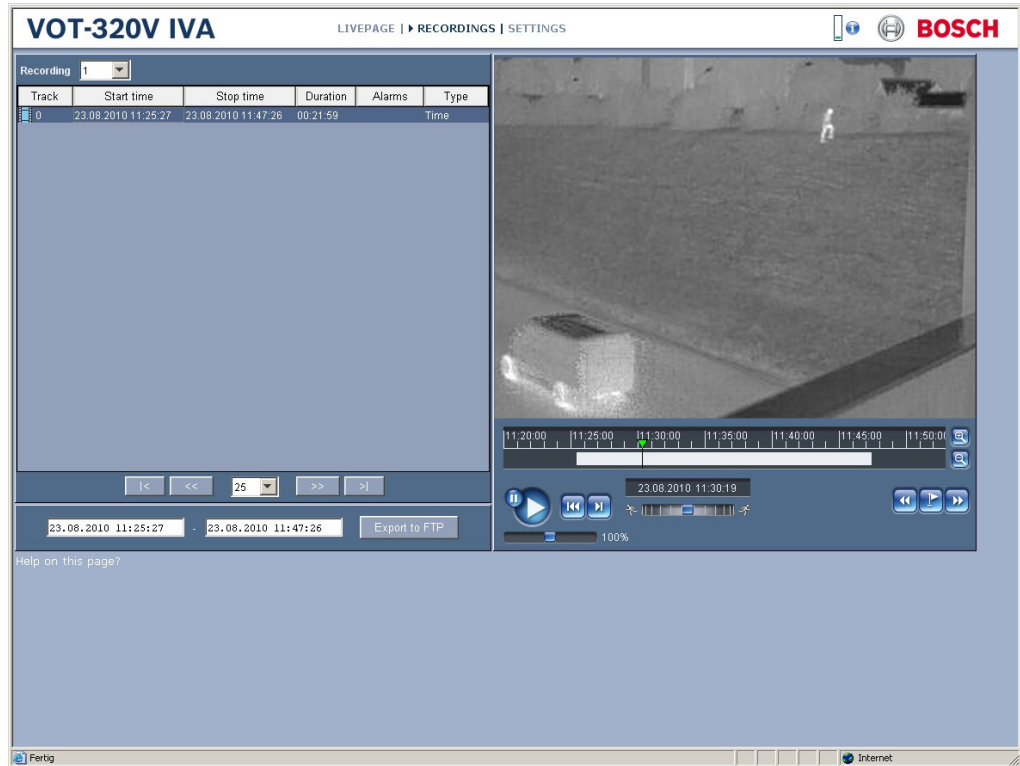 VOT-320V IVA
LIVEPAGE | RECORDINGS | SETTINGS
BOSCH
Recording 1
Track Start time Stop time Duration Alarms Type
0 23.08.2010 11:25:27 23.08.2010 11:47:26 00:21:59 Time
|< << 25 >> >|
23.08.2010 11:25:27 - 23.08.2010 11:47:26 Export to FTP
11:20:00 11:25:00 11:30:00 11:35:00 11:40:00 11:45:00 11:50:00
23.08.2010 11:30:19
100%
Help on this page?
Fertig
Internet